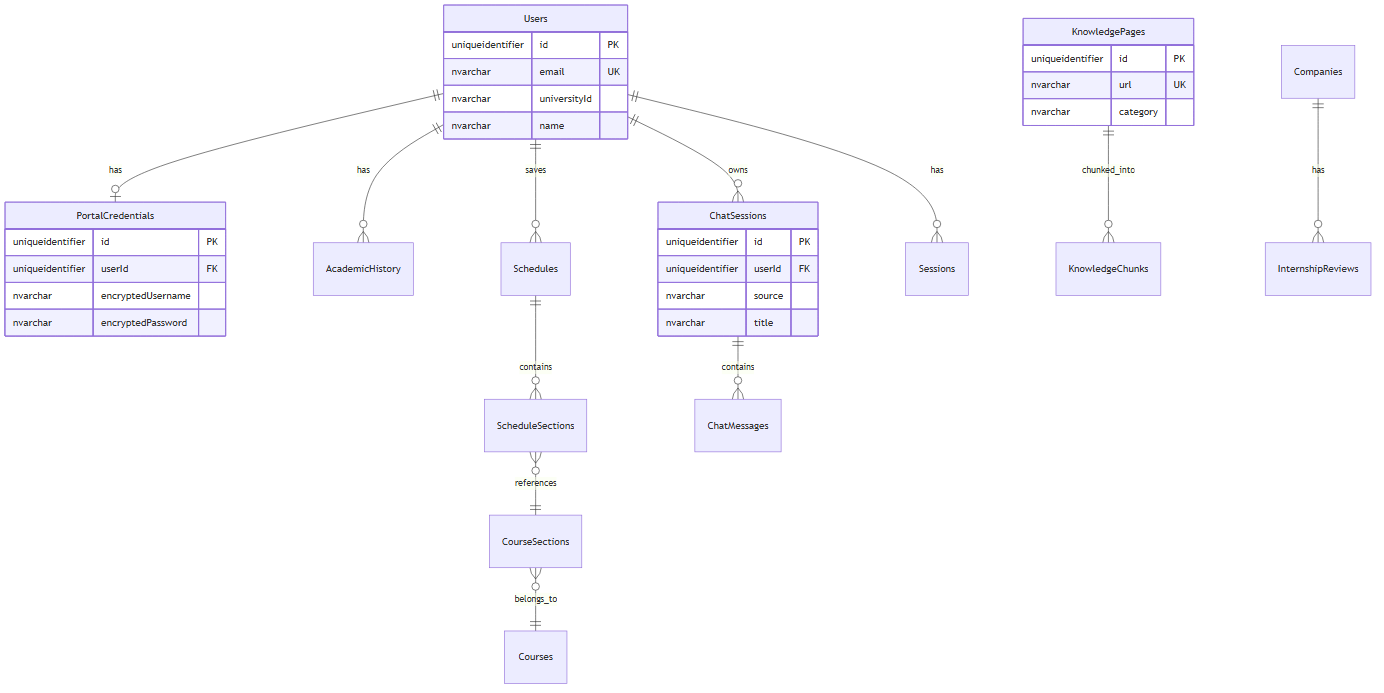 Users
uniqueidentifier id PK
nvarchar email UK
nvarchar universityId
nvarchar name
KnowledgePages
uniqueidentifier id PK
nvarchar url UK
nvarchar category
Companies
has
has
saves
owns
has
chunked_into
has
PortalCredentials
uniqueidentifier id PK
uniqueidentifier userId FK
nvarchar encryptedUsername
nvarchar encryptedPassword
AcademicHistory
Schedules
ChatSessions
uniqueidentifier id PK
uniqueidentifier userId FK
nvarchar source
nvarchar title
Sessions
KnowledgeChunks
InternshipReviews
contains
contains
ScheduleSections
ChatMessages
references
CourseSections
belongs_to
Courses